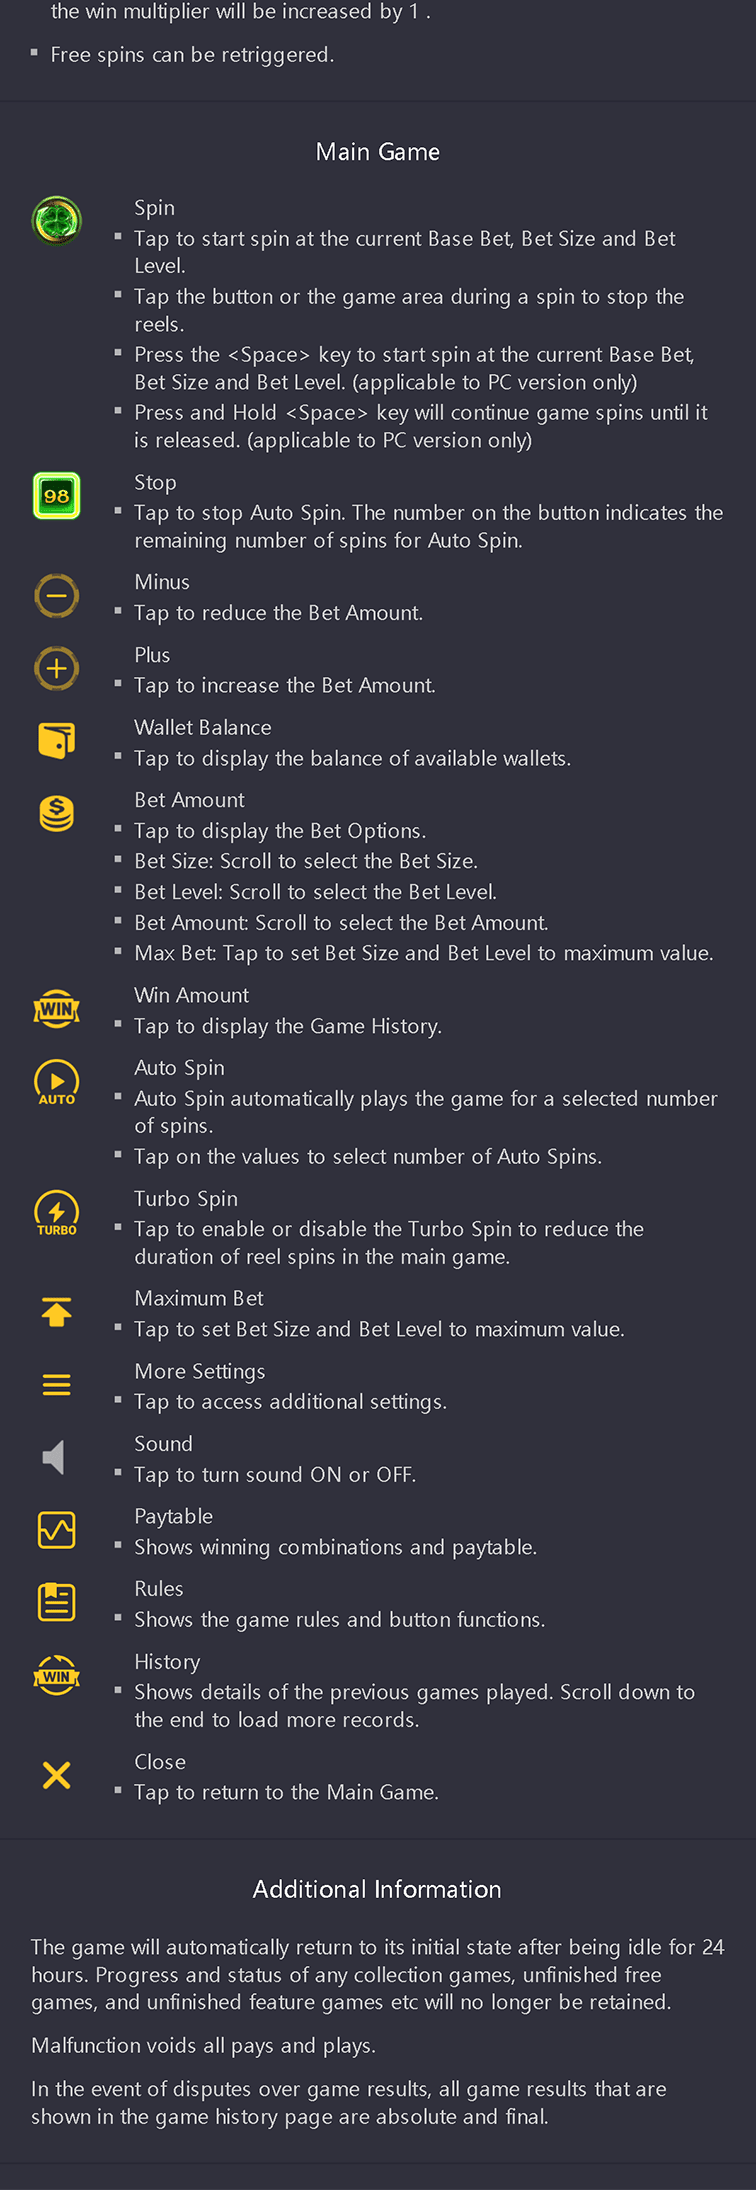 the win multiplier will be increased by 1 .
▪ Free spins can be retriggered.
Main Game
Spin
▪ Tap to start spin at the current Base Bet, Bet Size and Bet
Level.
▪ Tap the button or the game area during a spin to stop the
reels.
▪ Press the <Space> key to start spin at the current Base Bet,
Bet Size and Bet Level. (applicable to PC version only)
▪ Press and Hold <Space> key will continue game spins until it
is released. (applicable to PC version only)
98
Stop
▪ Tap to stop Auto Spin. The number on the button indicates the
remaining number of spins for Auto Spin.
Minus
▪ Tap to reduce the Bet Amount.
Plus
▪ Tap to increase the Bet Amount.
Wallet Balance
▪ Tap to display the balance of available wallets.
$
Bet Amount
▪ Tap to display the Bet Options.
▪ Bet Size: Scroll to select the Bet Size.
▪ Bet Level: Scroll to select the Bet Level.
▪ Bet Amount: Scroll to select the Bet Amount.
▪ Max Bet: Tap to set Bet Size and Bet Level to maximum value.
WIN
Win Amount
▪ Tap to display the Game History.
AUTO
Auto Spin
▪ Auto Spin automatically plays the game for a selected number
of spins.
▪ Tap on the values to select number of Auto Spins.
TURBO
Turbo Spin
▪ Tap to enable or disable the Turbo Spin to reduce the
duration of reel spins in the main game.
Maximum Bet
▪ Tap to set Bet Size and Bet Level to maximum value.
More Settings
▪ Tap to access additional settings.
Sound
▪ Tap to turn sound ON or OFF.
Paytable
▪ Shows winning combinations and paytable.
Rules
▪ Shows the game rules and button functions.
WIN
History
▪ Shows details of the previous games played. Scroll down to
the end to load more records.
Close
▪ Tap to return to the Main Game.
Additional Information
The game will automatically return to its initial state after being idle for 24
hours. Progress and status of any collection games, unfinished free
games, and unfinished feature games etc will no longer be retained.
Malfunction voids all pays and plays.
In the event of disputes over game results, all game results that are
shown in the game history page are absolute and final.